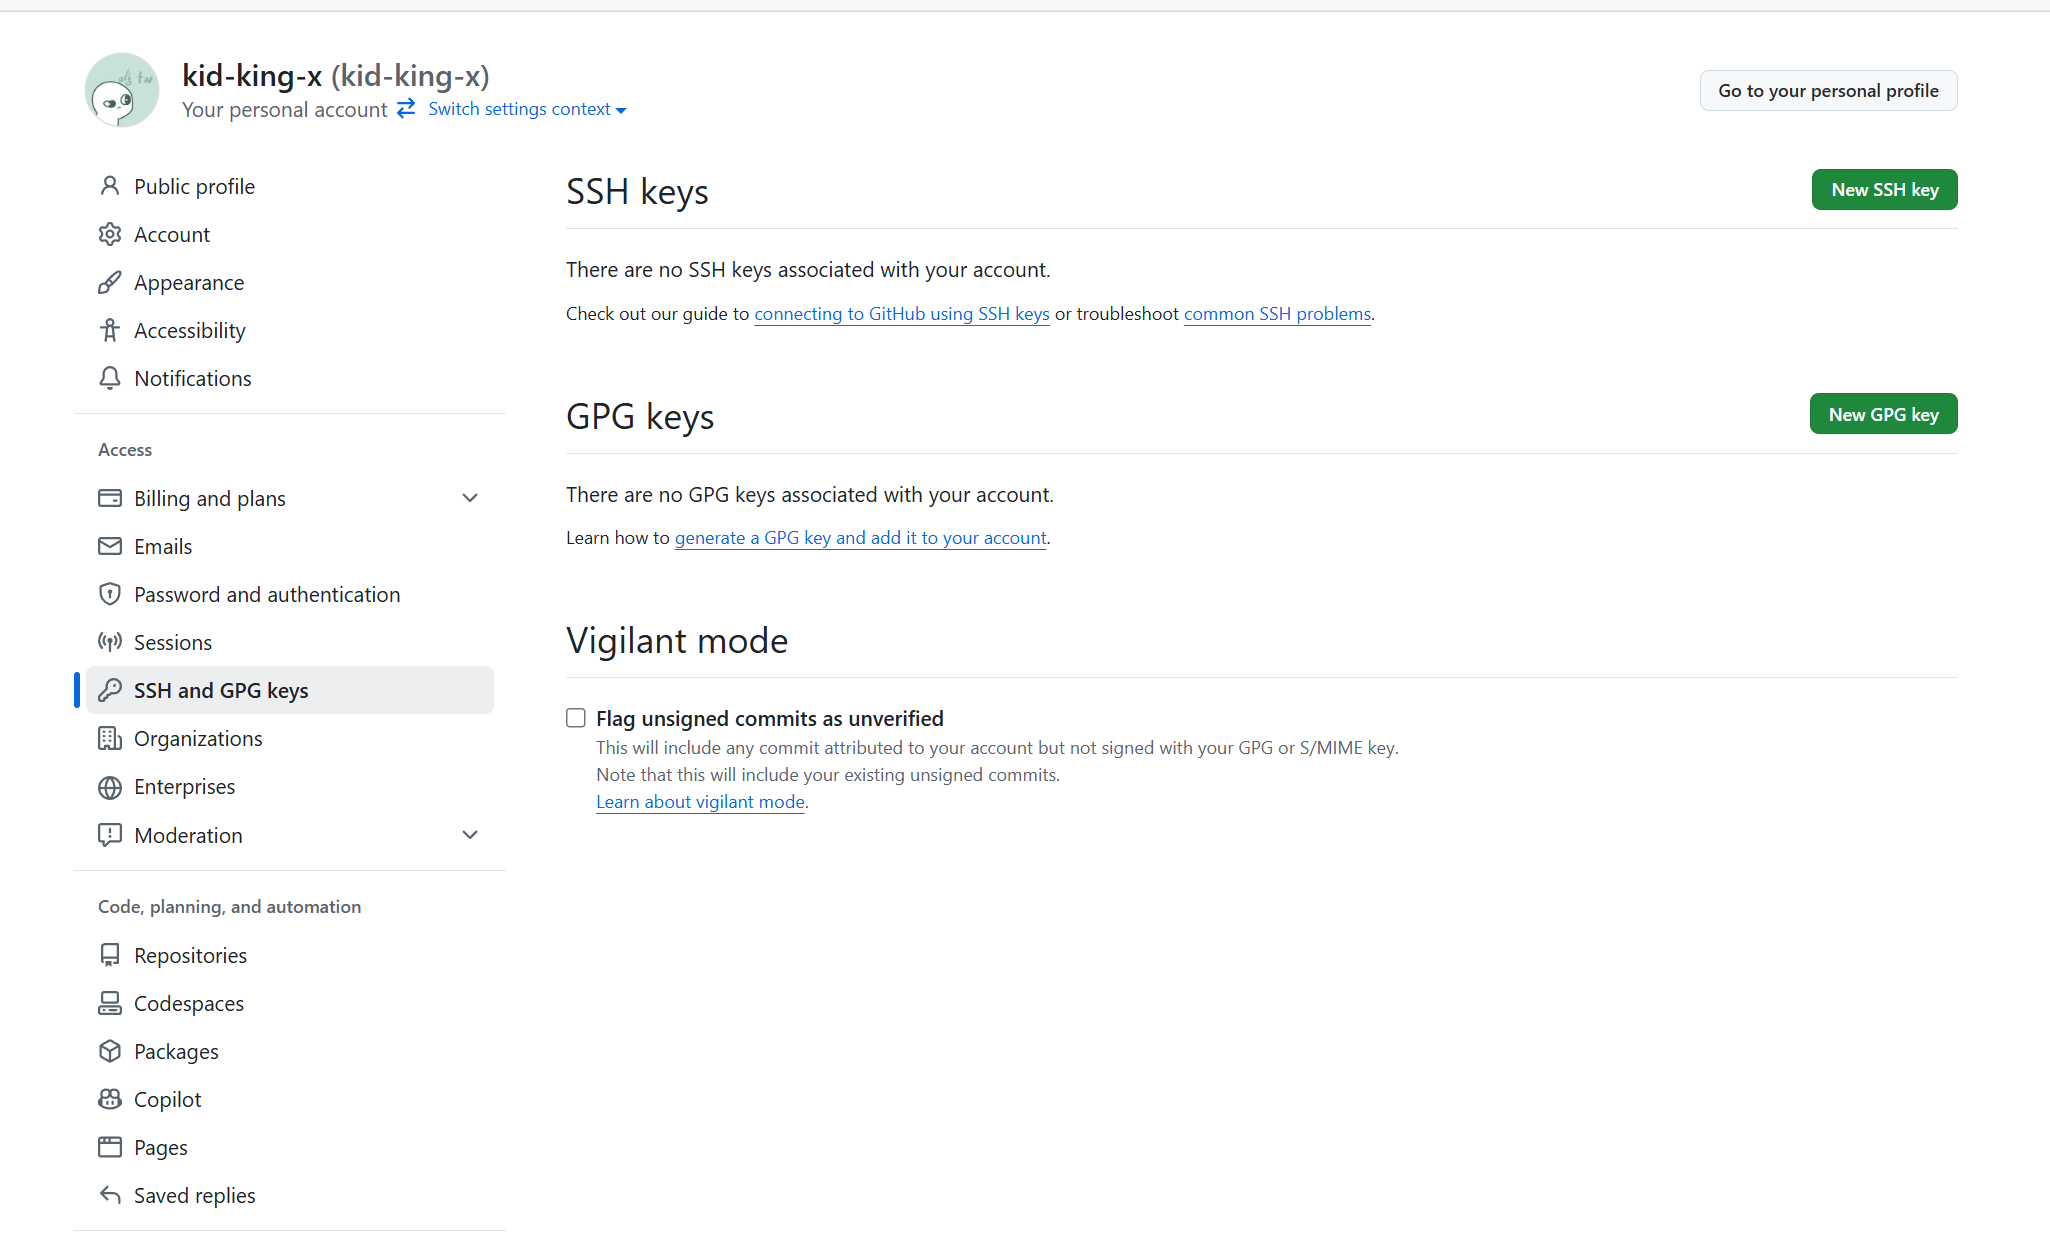 kid-king-x (kid-king-x)
Your personal account
Switch settings context
Go to your personal profile
Public profile
Account
Appearance
Accessibility
Notifications
Access
Billing and plans
Emails
Password and authentication
Sessions
SSH and GPG keys
Organizations
Enterprises
Moderation
Code, planning, and automation
Repositories
Codespaces
Packages
Copilot
Pages
Saved replies
SSH keys
New SSH key
There are no SSH keys associated with your account.
Check out our guide to connecting to GitHub using SSH keys or troubleshoot common SSH problems.
GPG keys
New GPG key
There are no GPG keys associated with your account.
Learn how to generate a GPG key and add it to your account.
Vigilant mode
Flag unsigned commits as unverified
This will include any commit attributed to your account but not signed with your GPG or S/MIME key.
Note that this will include your existing unsigned commits.
Learn about vigilant mode.